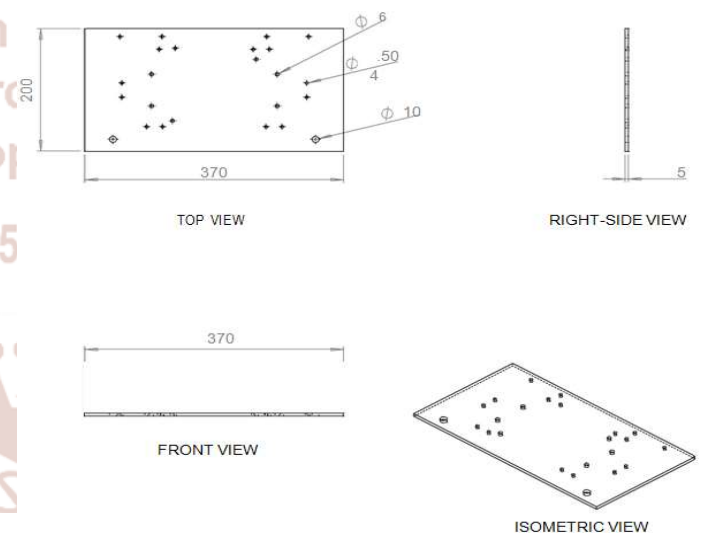 ∅ 6
∅ .50
4
∅ 10
200
370
5
TOP VIEW
RIGHT-SIDE VIEW
370
FRONT VIEW
ISOMETRIC VIEW